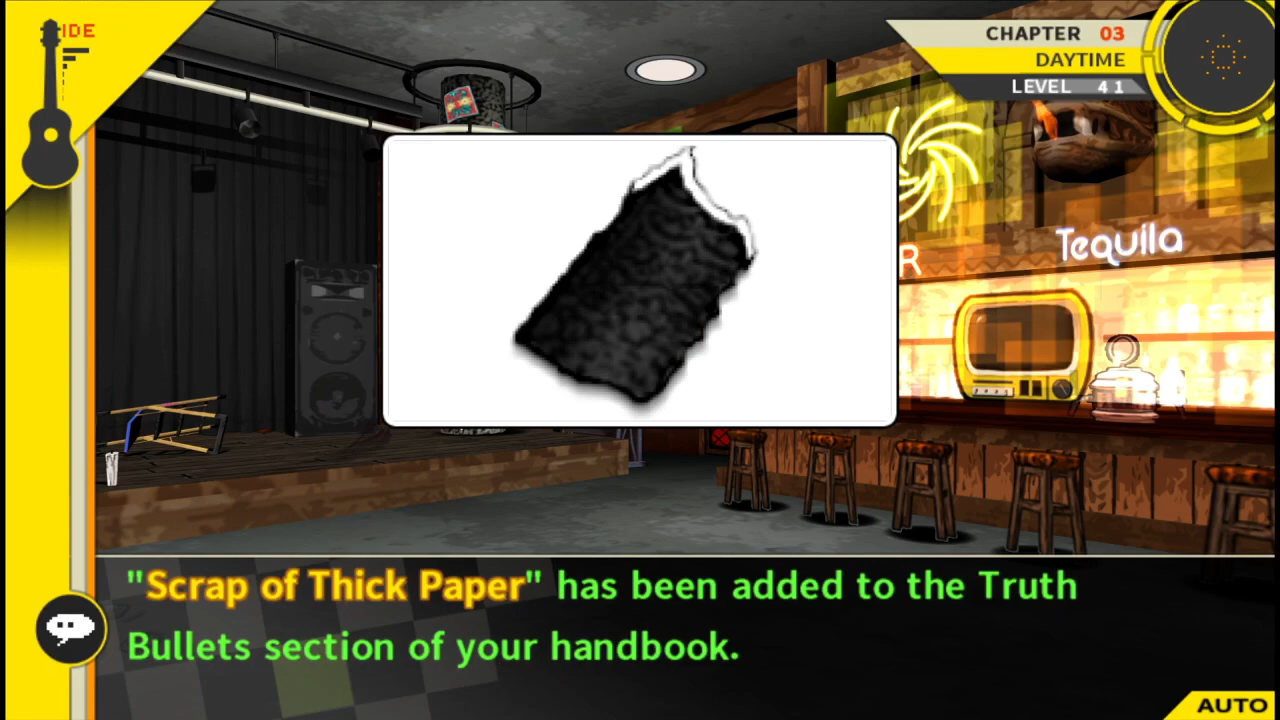 IDE
CHAPTER 03
DAYTIME
LEVEL 41
R
Tequila
"Scrap of Thick Paper" has been added to the Truth
Bullets section of your handbook.
AUTO